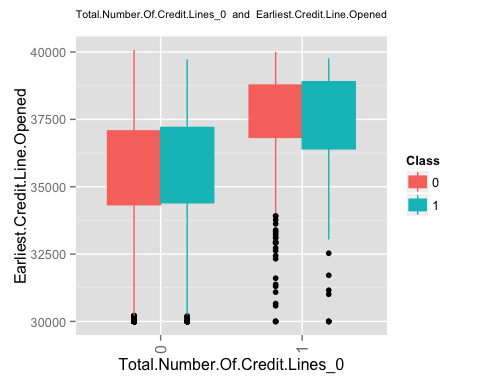 Total.Number.Of.Credit.Lines_0 and Earliest.Credit.Line.Opened
40000
37500
35000
32500
30000
Earliest.Credit.Line.Opened
0
1
Total.Number.Of.Credit.Lines_0
Class
0
1